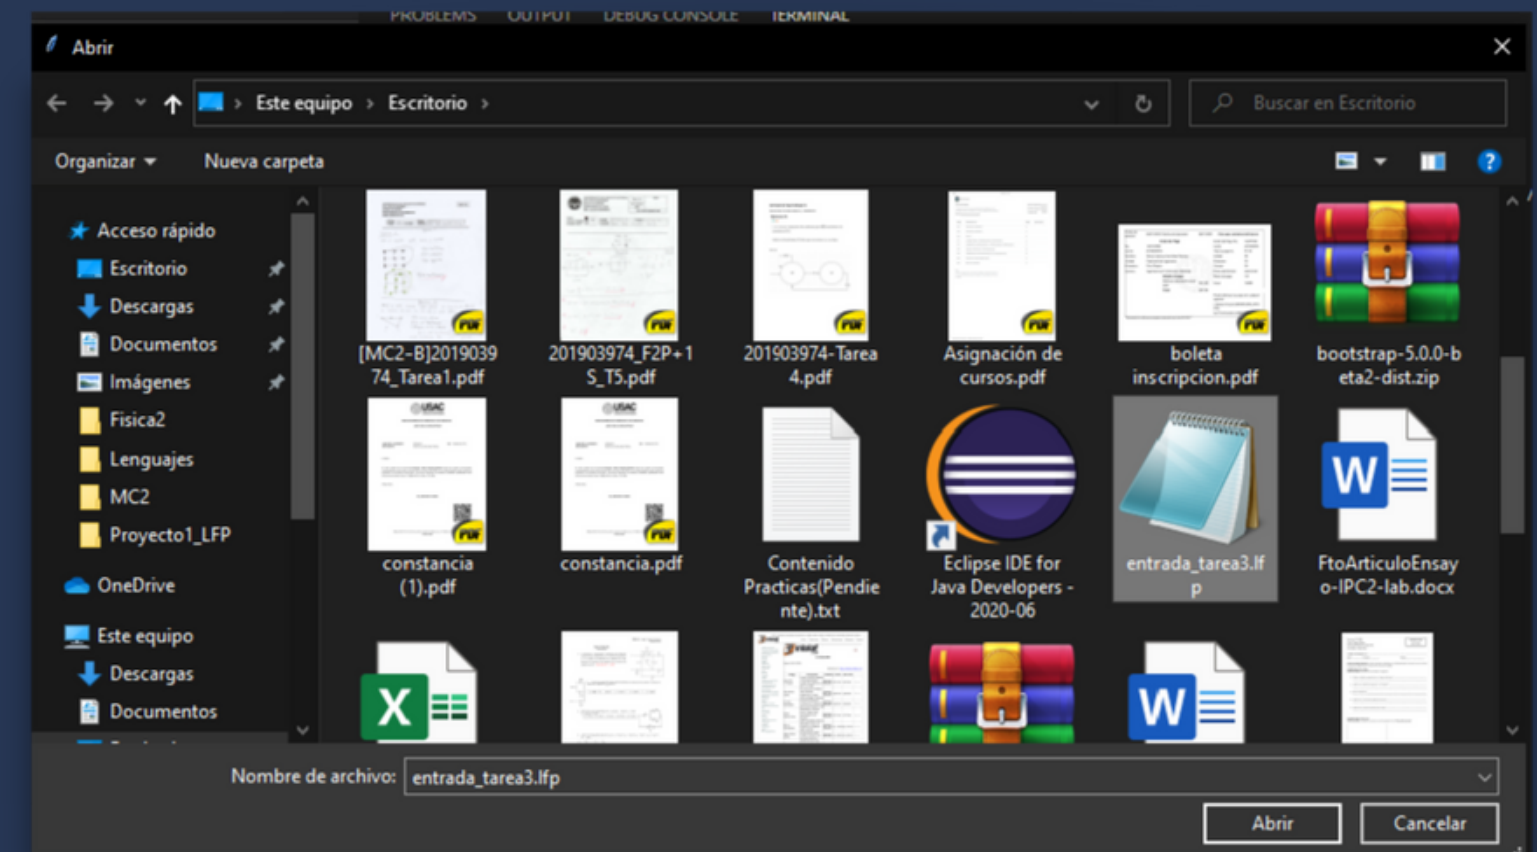 PROBLEMS OUTPUT DEBUG CONSOLE TERMINAL
Abrir
Este equipo › Escritorio ›
Buscar en Escritorio
Organizar
Nueva carpeta
Acceso rápido
Escritorio
Descargas
Documentos
Imágenes
Fisica2
Lenguajes
MC2
Proyecto1_LFP
OneDrive
Este equipo
Descargas
Documentos
[MC2-B]2019039
74_Tarea1.pdf
201903974_F2P+1
S_T5.pdf
201903974-Tarea
4.pdf
Asignación de
cursos.pdf
boleta
inscripcion.pdf
bootstrap-5.0.0-b
eta2-dist.zip
constancia
(1).pdf
constancia.pdf
Contenido
Practicas(Pendie
nte).txt
Eclipse IDE for
Java Developers -
2020-06
entrada_tarea3.lf
p
FtoArticuloEnsay
o-IPC2-lab.docx
Nombre de archivo: entrada_tarea3.lfp
Abrir
Cancelar